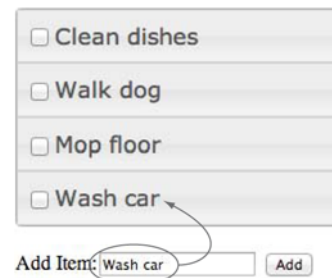 Clean dishes
Walk dog
Mop floor
Wash car
Add Item: Wash car Add